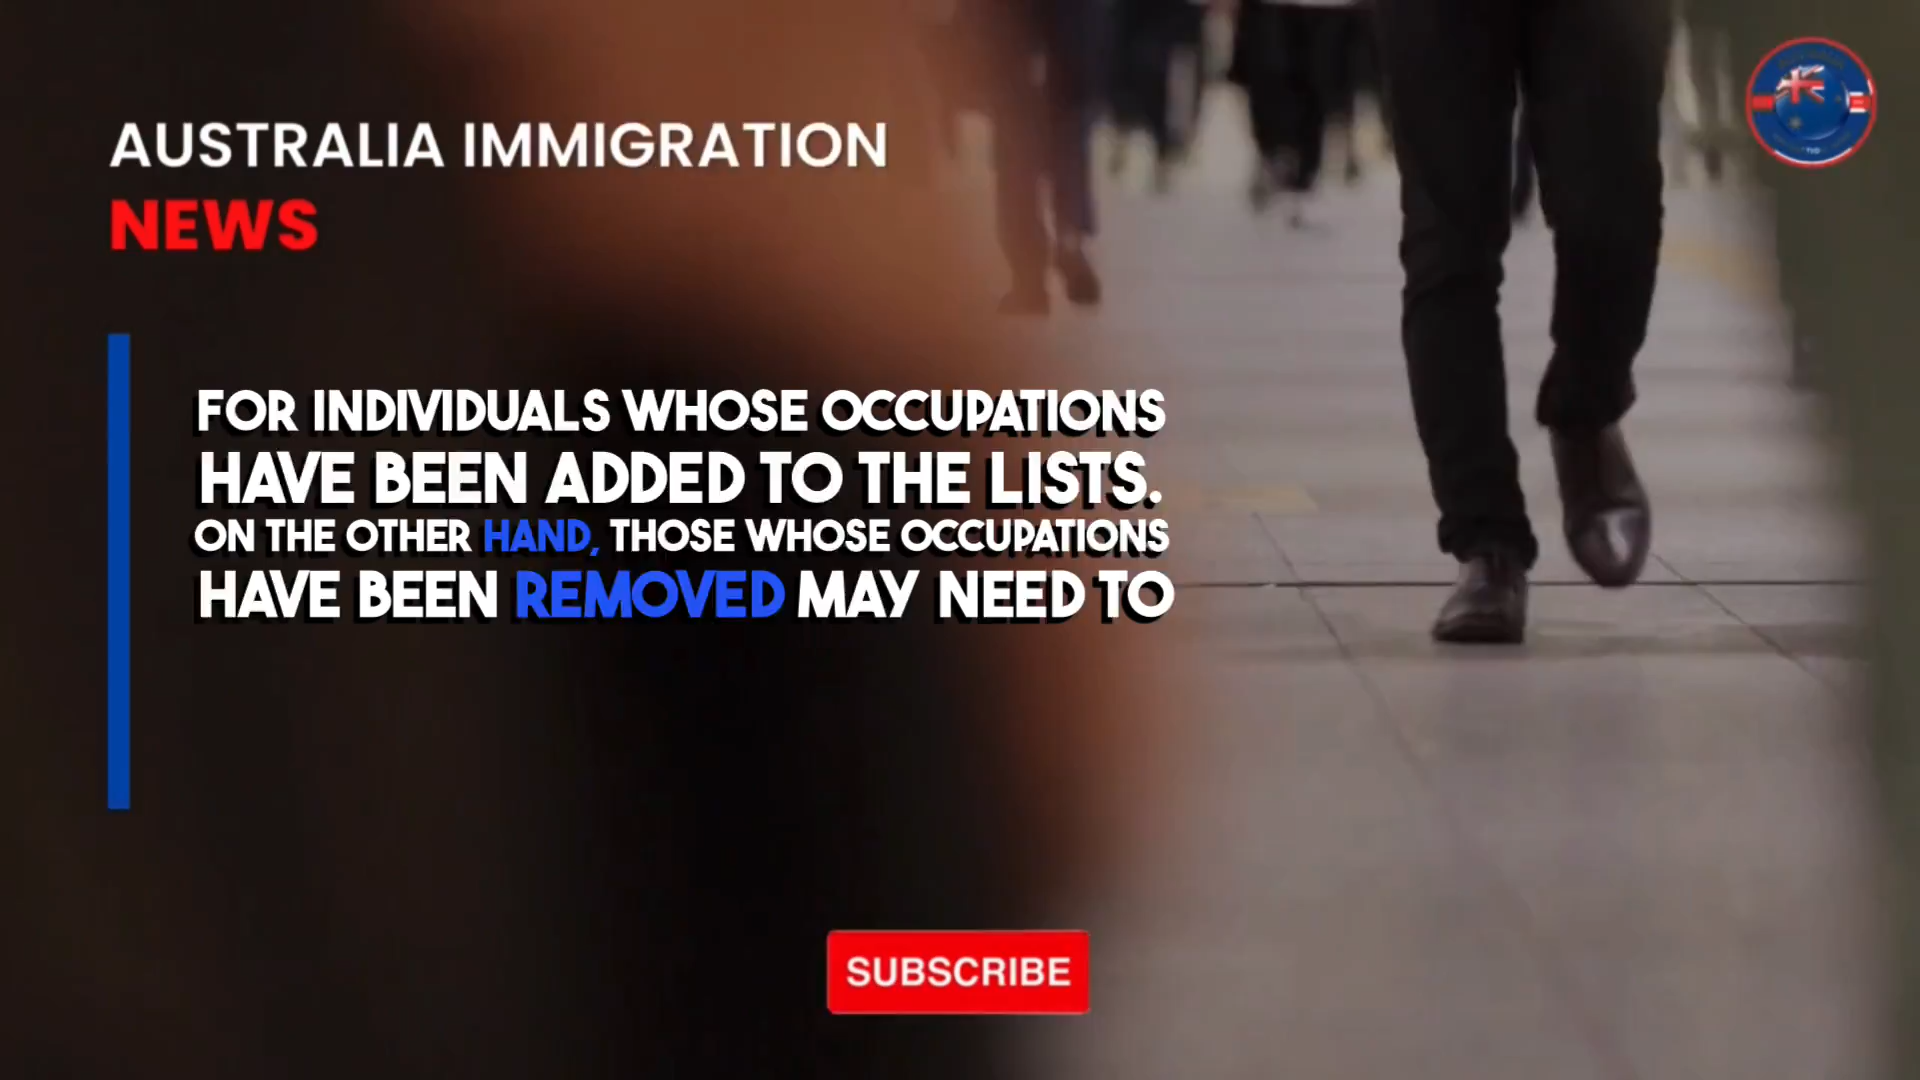 AUSTRALIA IMMIGRATION
NEWS
FOR INDIVIDUALS WHOSE OCCUPATIONS
HAVE BEEN ADDED TO THE LISTS.
ON THE OTHER HAND, THOSE WHOSE OCCUPATIONS
HAVE BEEN REMOVED MAY NEED TO
SUBSCRIBE